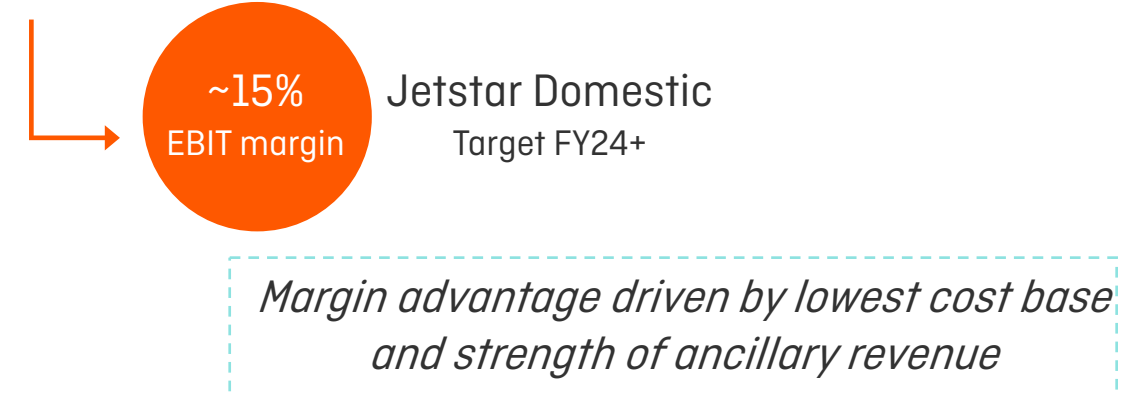 ~15%
EBIT margin
Jetstar Domestic
Target FY24+
Margin advantage driven by lowest cost base
and strength of ancillary revenue